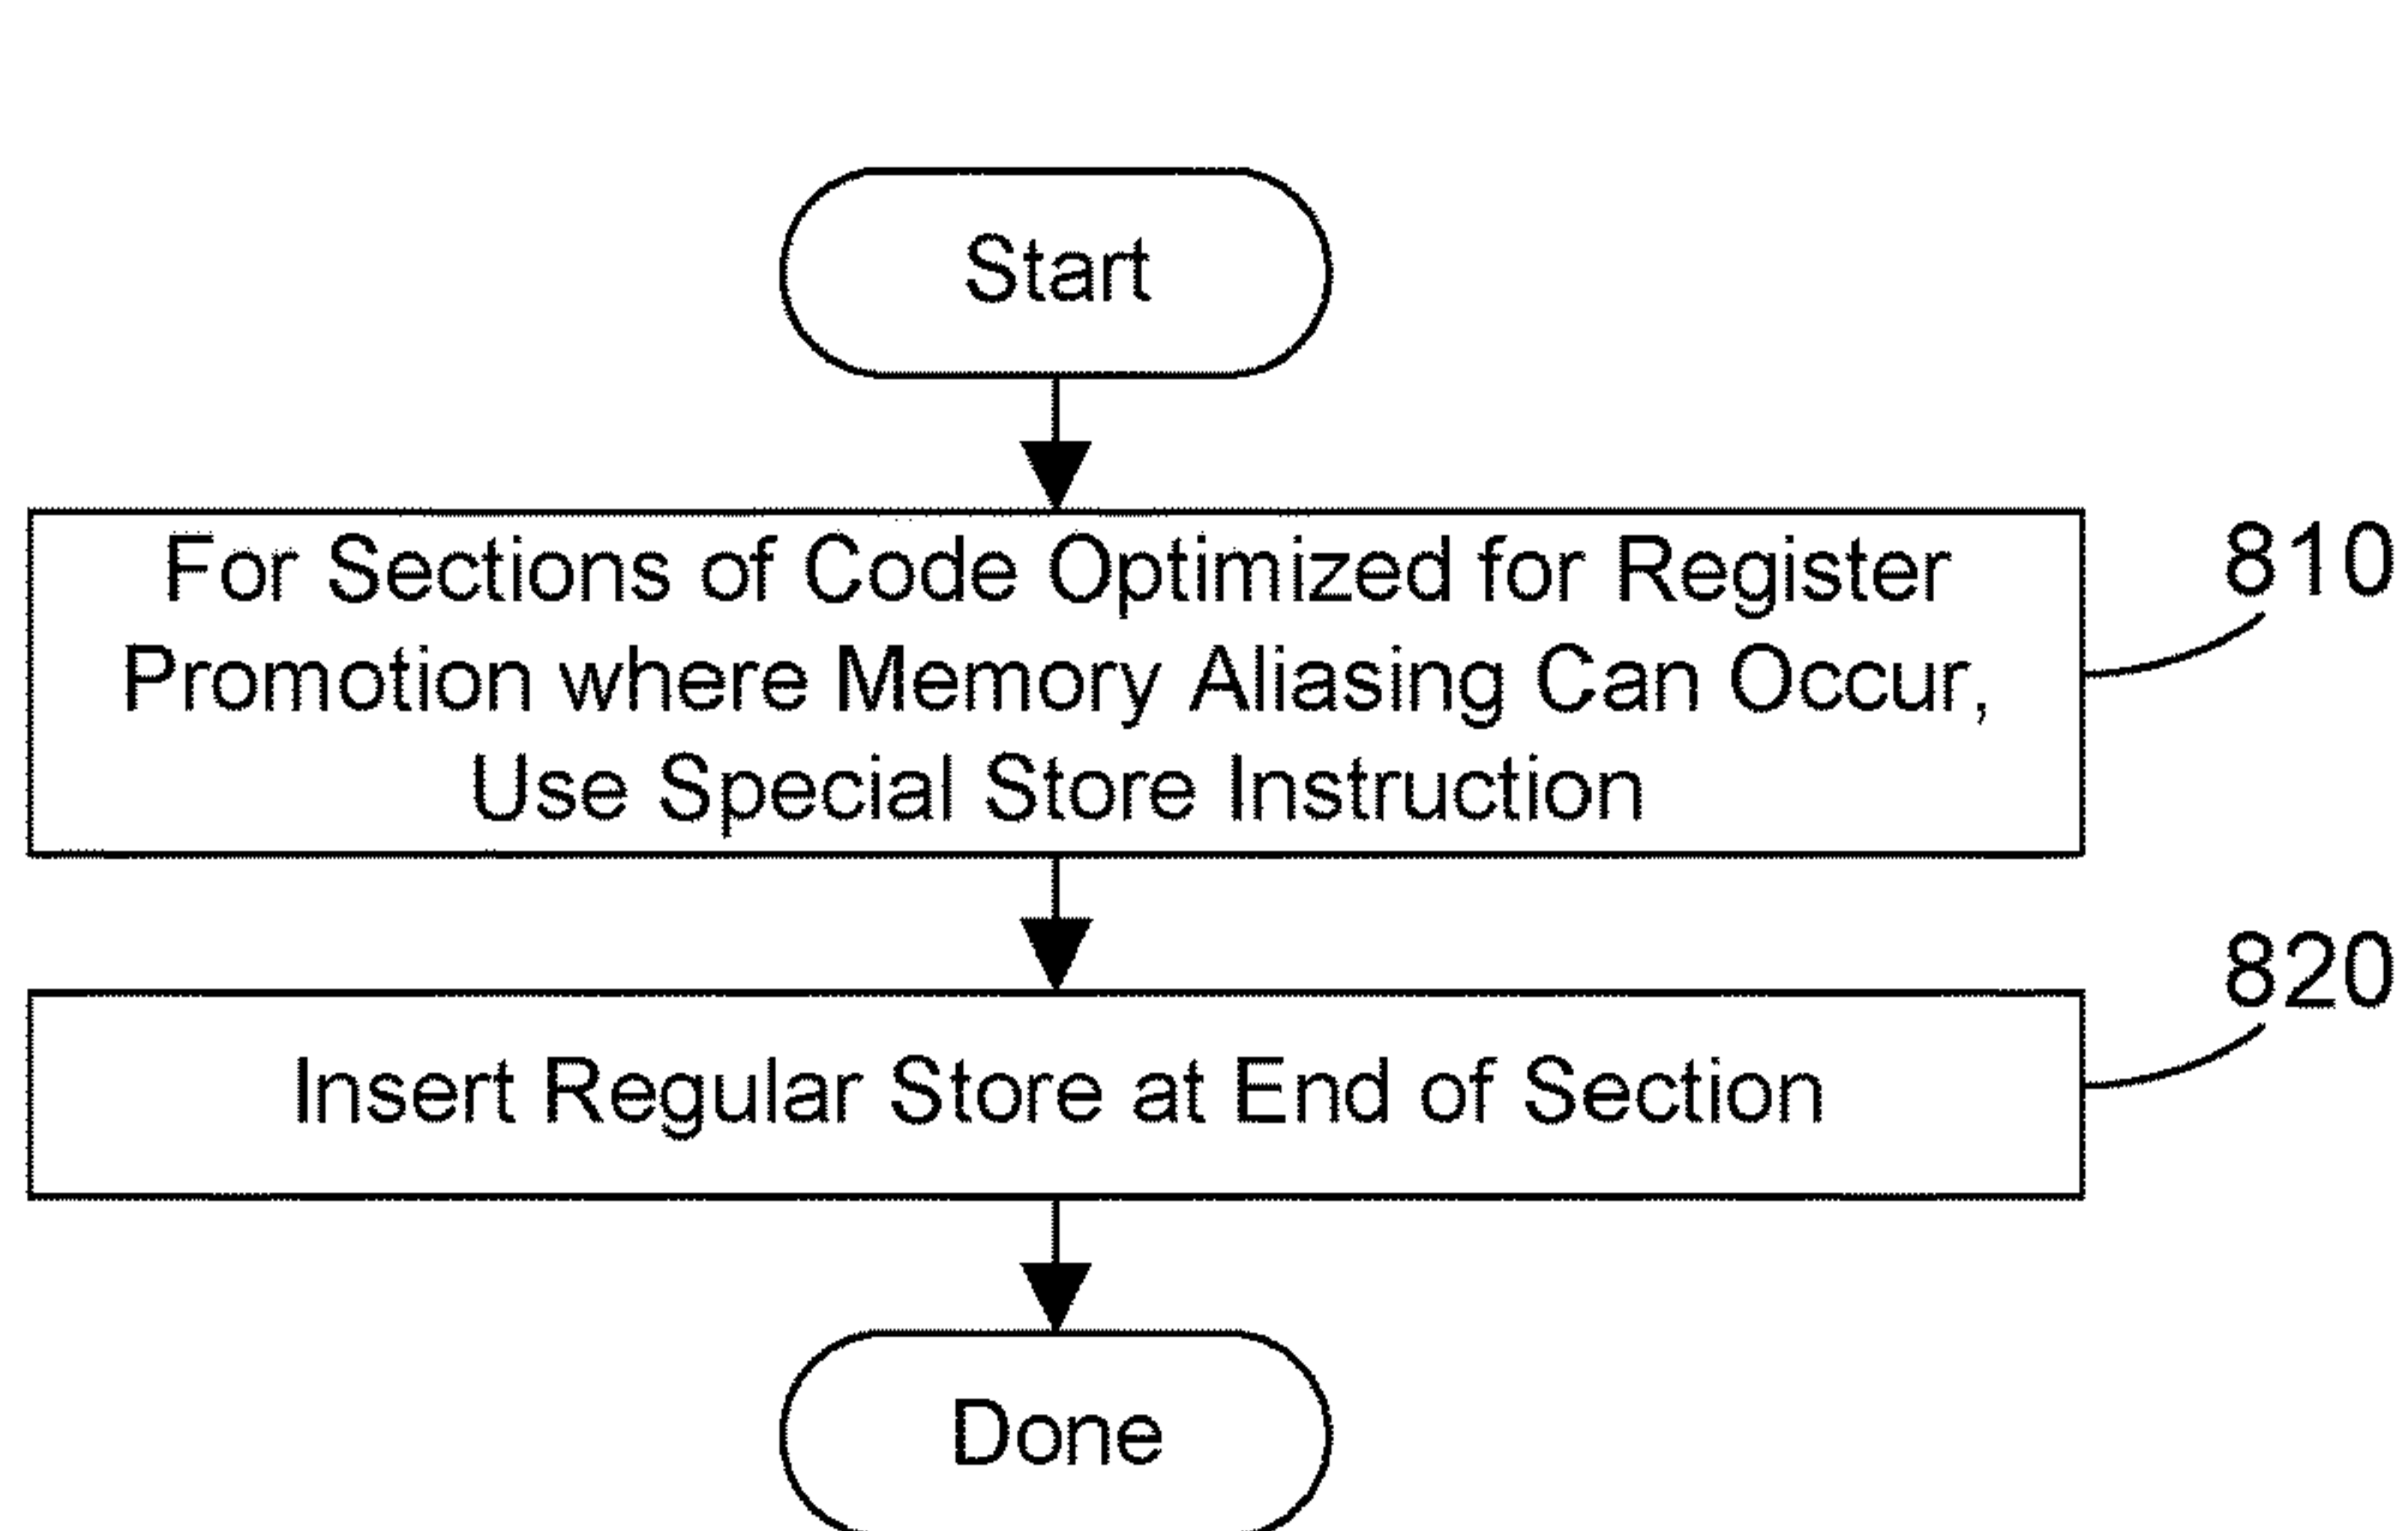 Start
For Sections of Code Optimized for Register
Promotion where Memory Aliasing Can Occur,
Use Special Store Instruction
810
Insert Regular Store at End of Section
820
Done